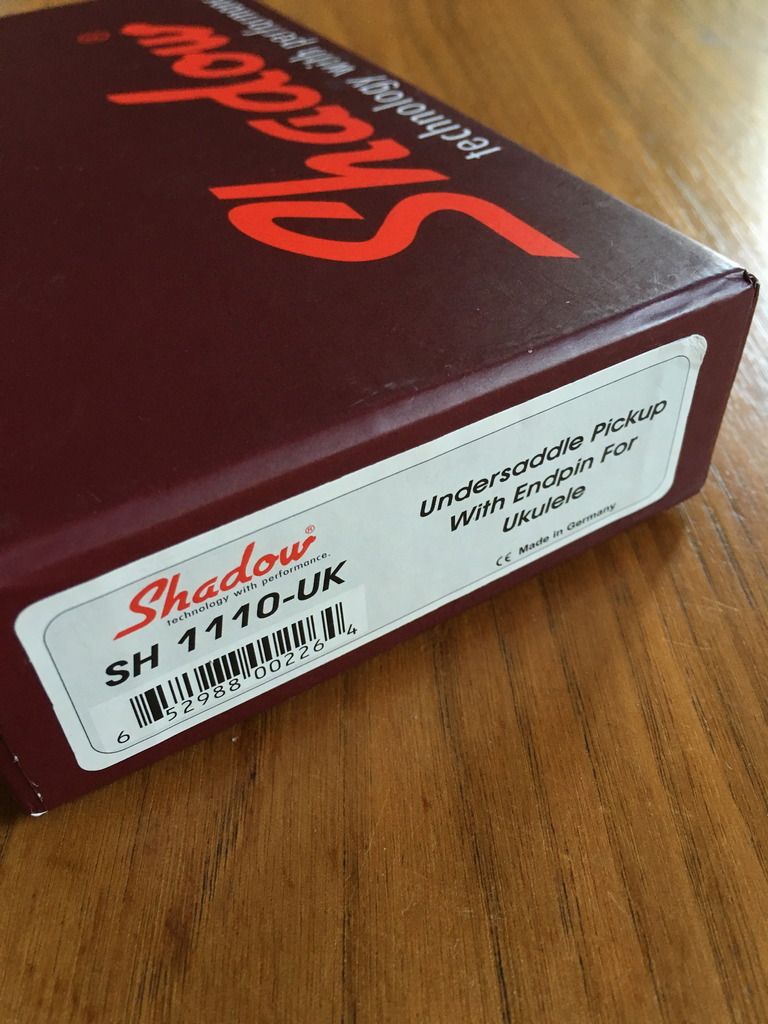 Shadow®
technology with performance
Shadow®
technology with performance.
SH 1110-UK
6 52988 00226 4
Undersaddle Pickup
With Endpin For
Ukulele
CE Made in Germany